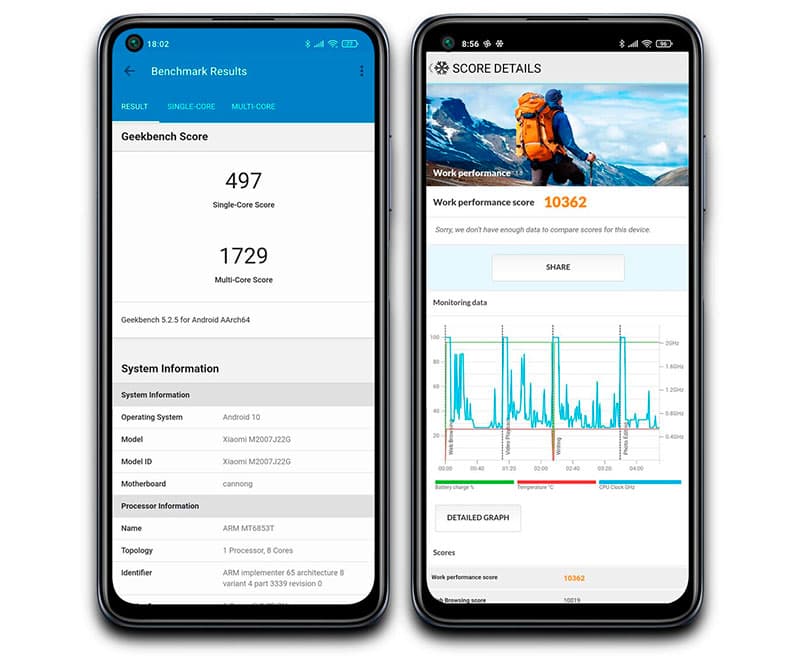 18:02
27
Benchmark Results
RESULT SINGLE-CORE MULTI-CORE
Geekbench Score
497
Single-Core Score
1729
Multi-Core Score
Geekbench 5.2.5 for Android AArch64
System Information
System Information
Operating System Android 10
Model Xiaomi M2007J22G
Model ID Xiaomi M2007J22G
Motherboard cannong
Processor Information
Name ARM MT6853T
Topology 1 Processor, 8 Cores
Identifier ARM implementer 65 architecture 8
variant 4 part 3339 revision 0
8:56
96
SCORE DETAILS
Work performance
Work performance score 10362
Sorry, we don't have enough data to compare scores for this device.
SHARE
Monitoring data
100
80
60
40
20
2GHz
1.6GHz
1.2GHz
0.8GHz
0.4GHz
Web Brows
Video Playba
Writing
Photo Editi
00:00 00:40 01:20 02:00 02:40 03:20 04:00
Battery charge % Temperature °C CPU Clock GHz
DETAILED GRAPH
Scores
Work performance score 10362
Web Browsing score